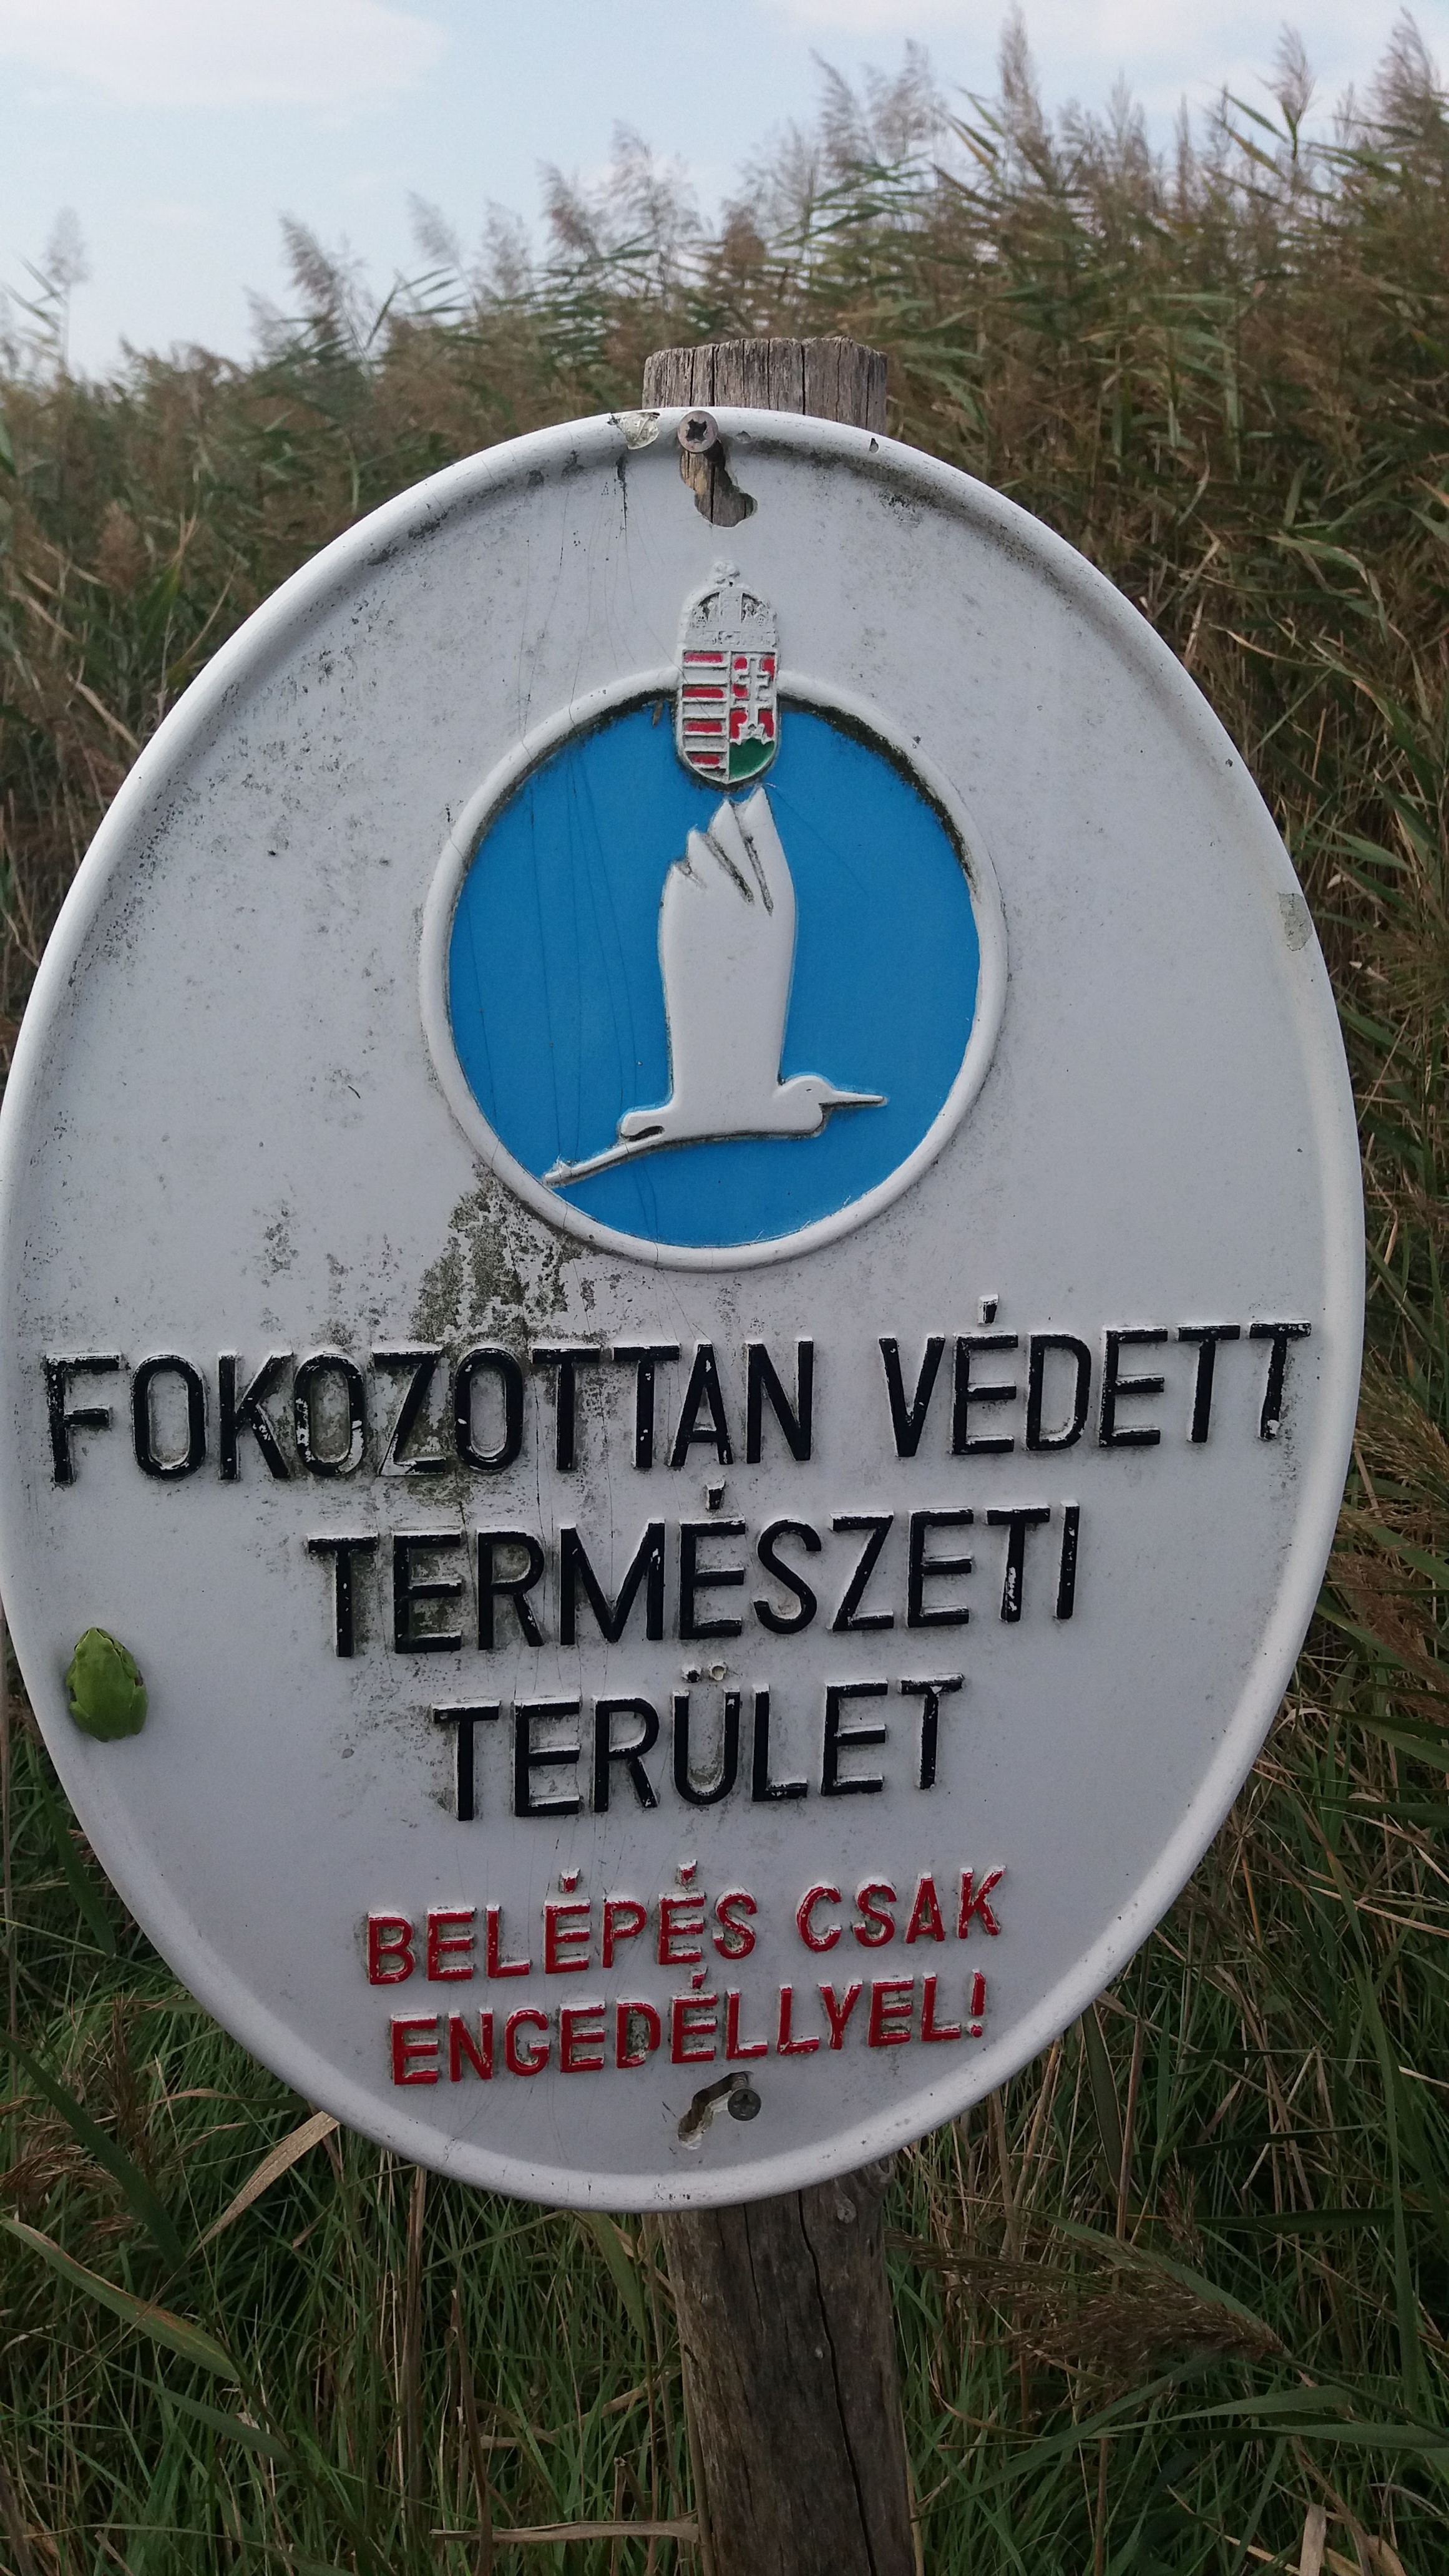 FOKOZOTTAN VÉDETT
TERMÉSZETI
TERÜLET
BELÉPÉS CSAK
ENGEDÉLLYEL!